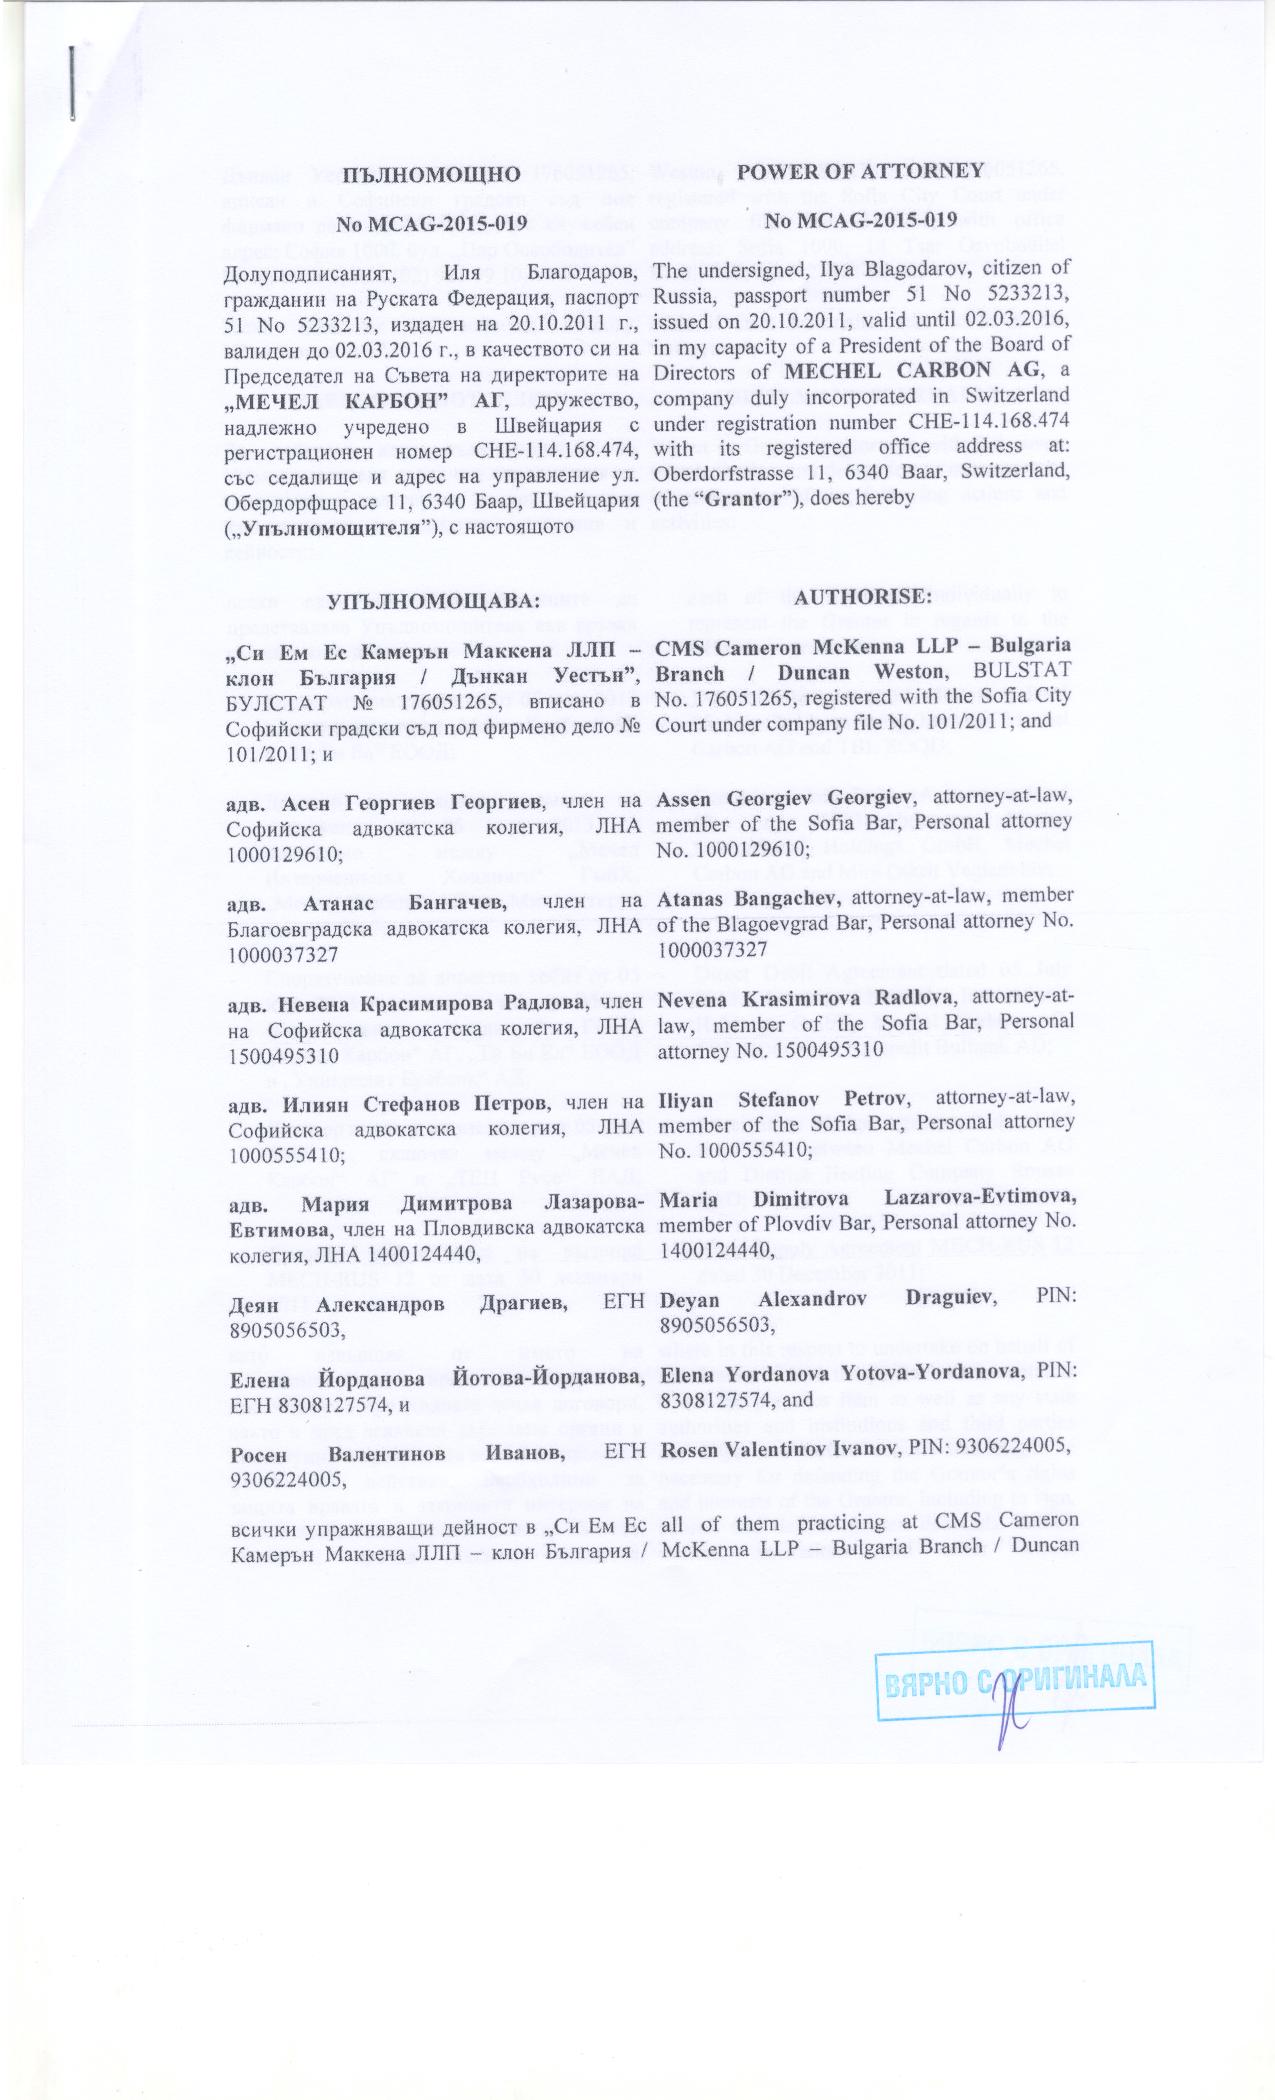 ПЪЛНОМОЩНО
No MCAG-2015-019
Долуподписаният, Иля Благодаров,
гражданин на Руската Федерация, паспорт
51 No 5233213, издаден на 20.10.2011 г.,
валиден до 02.03.2016 г., в качеството си на
Председател на Съвета на директорите на
„МЕЧЕЛ КАРБОН” АГ, дружество,
надлежно учредено в Швейцария с
регистрационен номер CHE-114.168.474,
със седалище и адрес на управление ул.
Обердорфщрасе 11, 6340 Баар, Швейцария
(„Упълномощителя”), с настоящото
УПЪЛНОМОЩАВА:
„Си Ем Ес Камерън Маккена ЛЛП –
клон България / Дънкан Уестън”,
БУЛСТАТ № 176051265, вписано в
Софийски градски съд под фирмено дело №
101/2011; и
адв. Асен Георгиев Георгиев, член на
Софийска адвокатска колегия, ЛНА
1000129610;
адв. Атанас Бангачев, член на
Благоевградска адвокатска колегия, ЛНА
1000037327
адв. Невена Красимирова Радлова, член
на Софийска адвокатска колегия, ЛНА
1500495310
адв. Илиян Стефанов Петров, член на
Софийска адвокатска колегия, ЛНА
1000555410;
адв. Мария Димитрова Лазарова-
Евтимова, член на Пловдивска адвокатска
колегия, ЛНА 1400124440,
Деян Александров Драгиев, ЕГН
8905056503,
Елена Йорданова Йотова-Йорданова,
ЕГН 8308127574, и
Росен Валентинов Иванов, ЕГН
9306224005,
всички упражняващи дейност в „Си Ем Ес
Камерън Маккена ЛЛП – клон България /
POWER OF ATTORNEY
No MCAG-2015-019
The undersigned, Ilya Blagodarov, citizen of
Russia, passport number 51 No 5233213,
issued on 20.10.2011, valid until 02.03.2016,
in my capacity of a President of the Board of
Directors of MECHEL CARBON AG, a
company duly incorporated in Switzerland
under registration number CHE-114.168.474
with its registered office address at:
Oberdorfstrasse 11, 6340 Baar, Switzerland,
(the “Grantor”), does hereby
AUTHORISE:
CMS Cameron McKenna LLP – Bulgaria
Branch / Duncan Weston, BULSTAT
No. 176051265, registered with the Sofia City
Court under company file No. 101/2011; and
Assen Georgiev Georgiev, attorney-at-law,
member of the Sofia Bar, Personal attorney
No. 1000129610;
Atanas Bangachev, attorney-at-law, member
of the Blagoevgrad Bar, Personal attorney No.
1000037327
Nevena Krasimirova Radlova, attorney-at-
law, member of the Sofia Bar, Personal
attorney No. 1500495310
Iliyan Stefanov Petrov, attorney-at-law,
member of the Sofia Bar, Personal attorney
No. 1000555410;
Maria Dimitrova Lazarova-Evtimova,
member of Plovdiv Bar, Personal attorney No.
1400124440,
Deyan Alexandrov Draguiev, PIN:
8905056503,
Elena Yordanova Yotova-Yordanova, PIN:
8308127574, and
Rosen Valentinov Ivanov, PIN: 9306224005,
all of them practicing at CMS Cameron
McKenna LLP – Bulgaria Branch / Duncan
ВЯРНО С ОРИГИНАЛА